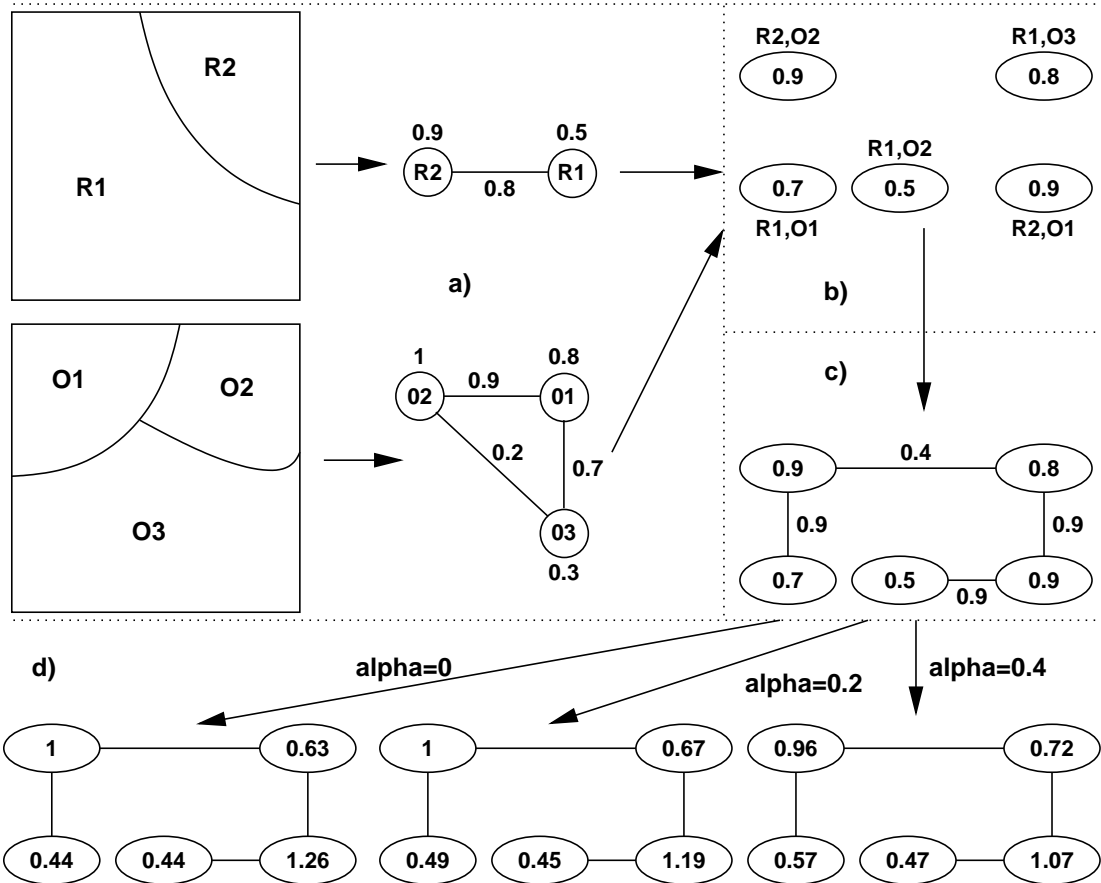 R2
R1
0.9
0.5
R2
R1
0.8
a)
O1
O2
O3
1
0.8
02
01
0.9
0.2
0.7
03
0.3
R2,O2
R1,O3
0.9
0.8
R1,O2
0.7
0.5
0.9
R1,O1
R2,O1
b)
c)
0.9
0.4
0.8
0.9
0.9
0.7
0.5
0.9
0.9
d)
alpha=0
alpha=0.2
alpha=0.4
1
0.63
0.44
0.44
1.26
1
0.67
0.49
0.45
1.19
0.96
0.72
0.57
0.47
1.07